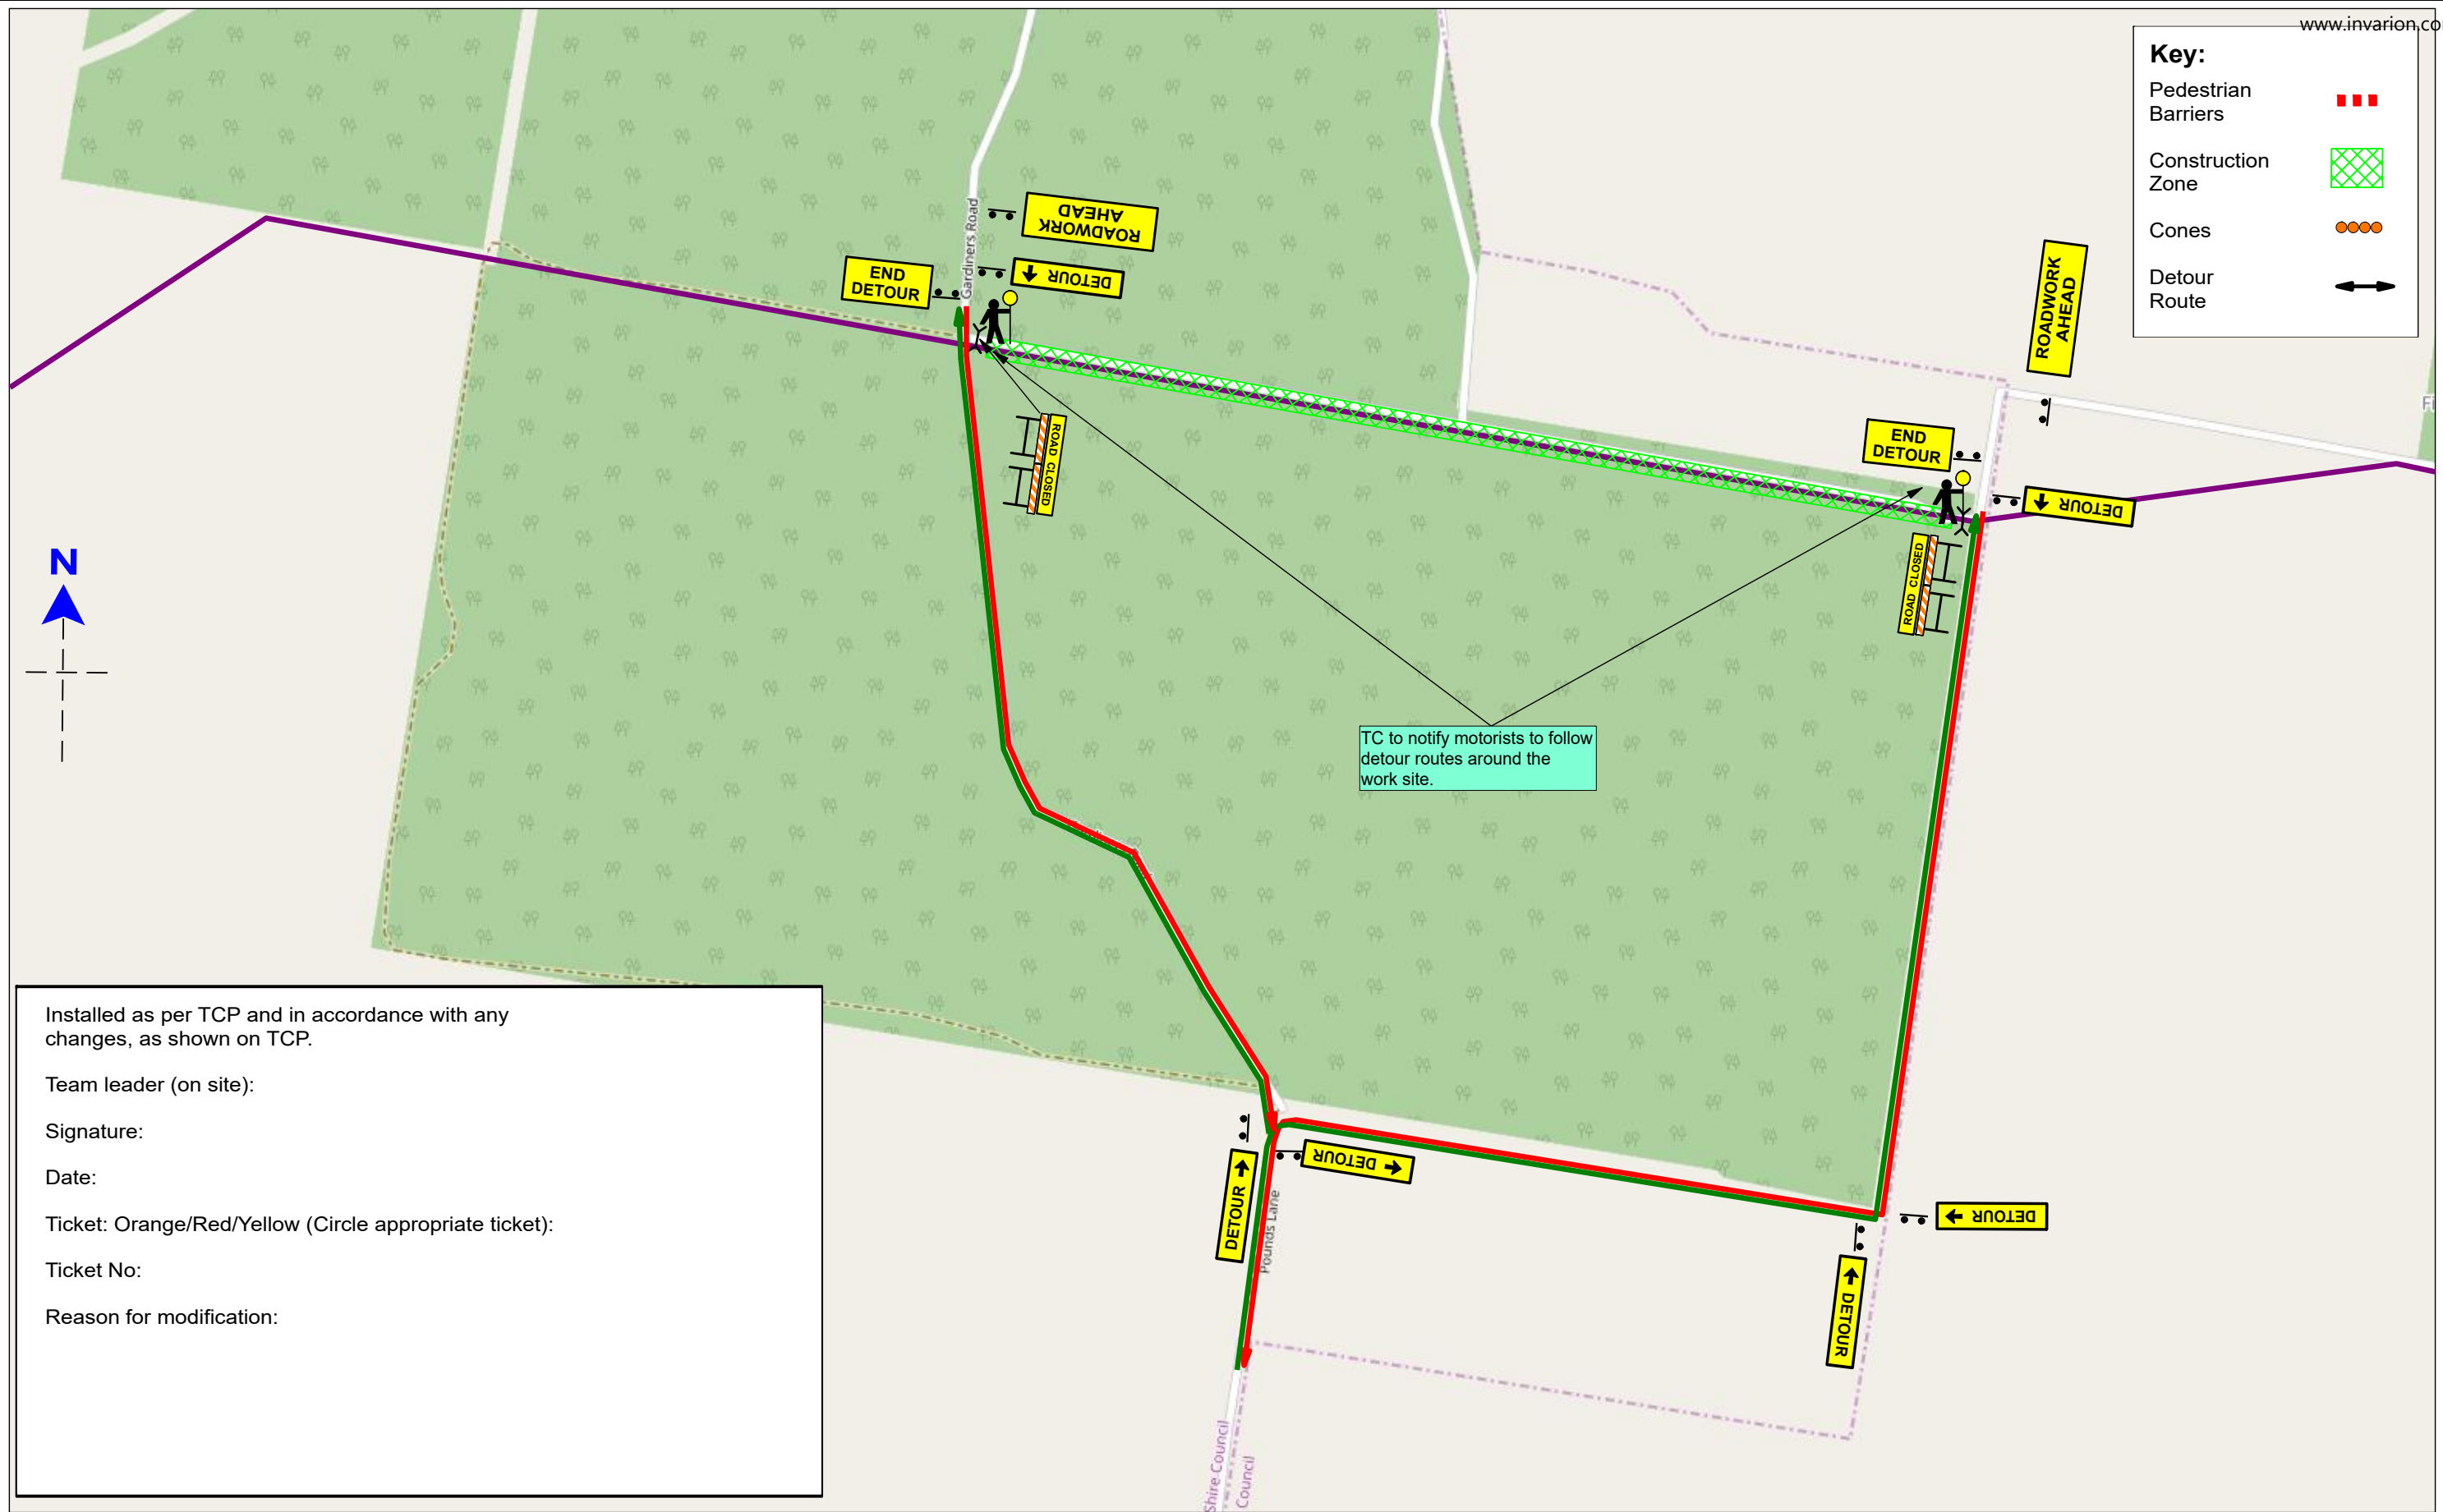 www.invarion.co
Key:
Pedestrian
Barriers
Construction
Zone
Cones
Detour
Route
ROADWORK
AHEAD
Gardiners Road
END
DETOUR
DETOUR
ROADWORK
AHEAD
END
DETOUR
DETOUR
ROAD CLOSED
ROAD CLOSED
N
TC to notify motorists to follow
detour routes around the
work site.
Installed as per TCP and in accordance with any
changes, as shown on TCP.
Team leader (on site):
Signature:
Date:
Ticket: Orange/Red/Yellow (Circle appropriate ticket):
Ticket No:
Reason for modification:
DETOUR
DETOUR
Pounds Lane
DETOUR
DETOUR
Shire Council
Council